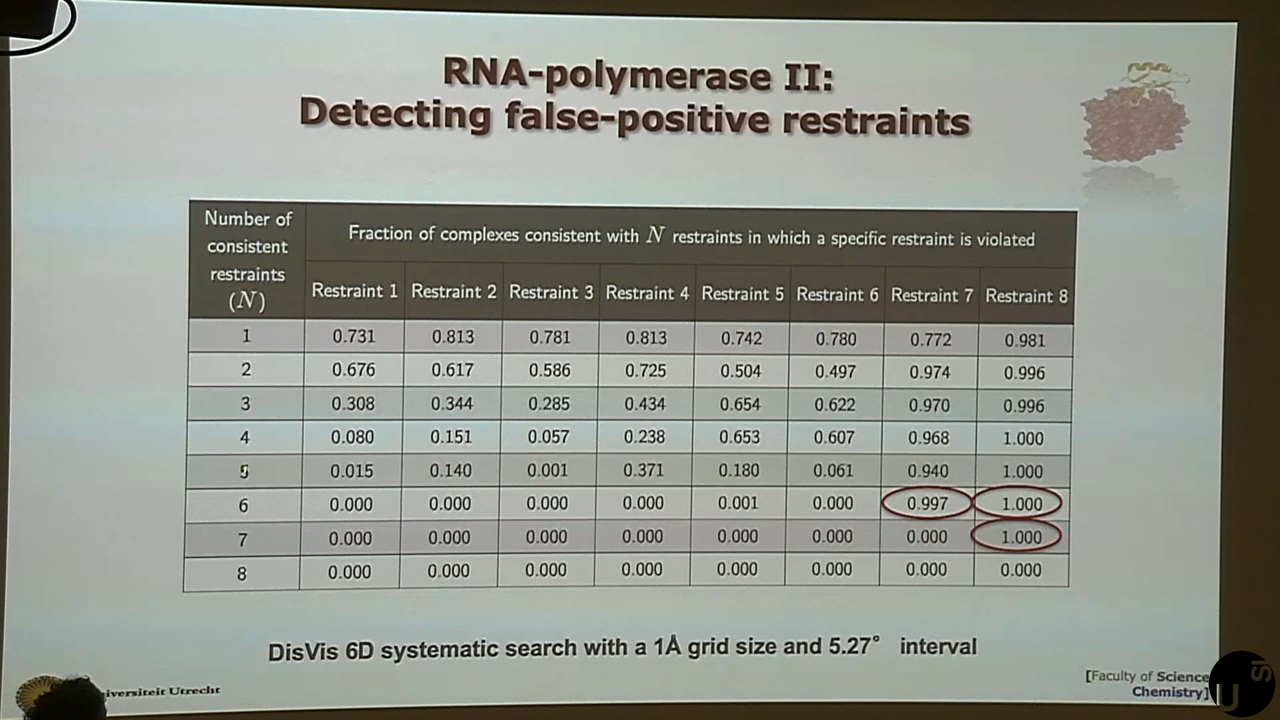 RNA-polymerase II:
Detecting false-positive restraints
Number of consistent restraints (N)
Fraction of complexes consistent with N restraints in which a specific restraint is violated
Restraint 1 Restraint 2 Restraint 3 Restraint 4 Restraint 5 Restraint 6 Restraint 7 Restraint 8
1 0.731 0.813 0.781 0.813 0.742 0.780 0.772 0.981
2 0.676 0.617 0.586 0.725 0.504 0.497 0.974 0.996
3 0.308 0.344 0.285 0.434 0.654 0.622 0.970 0.996
4 0.080 0.151 0.057 0.238 0.653 0.607 0.968 1.000
5 0.015 0.140 0.001 0.371 0.180 0.061 0.940 1.000
6 0.000 0.000 0.000 0.000 0.001 0.000 0.997 1.000
7 0.000 0.000 0.000 0.000 0.000 0.000 0.000 1.000
8 0.000 0.000 0.000 0.000 0.000 0.000 0.000 0.000
DisVis 6D systematic search with a 1Å grid size and 5.27° interval
iversiteit Utrecht
[Faculty of Science
Chemistry]
U
SI